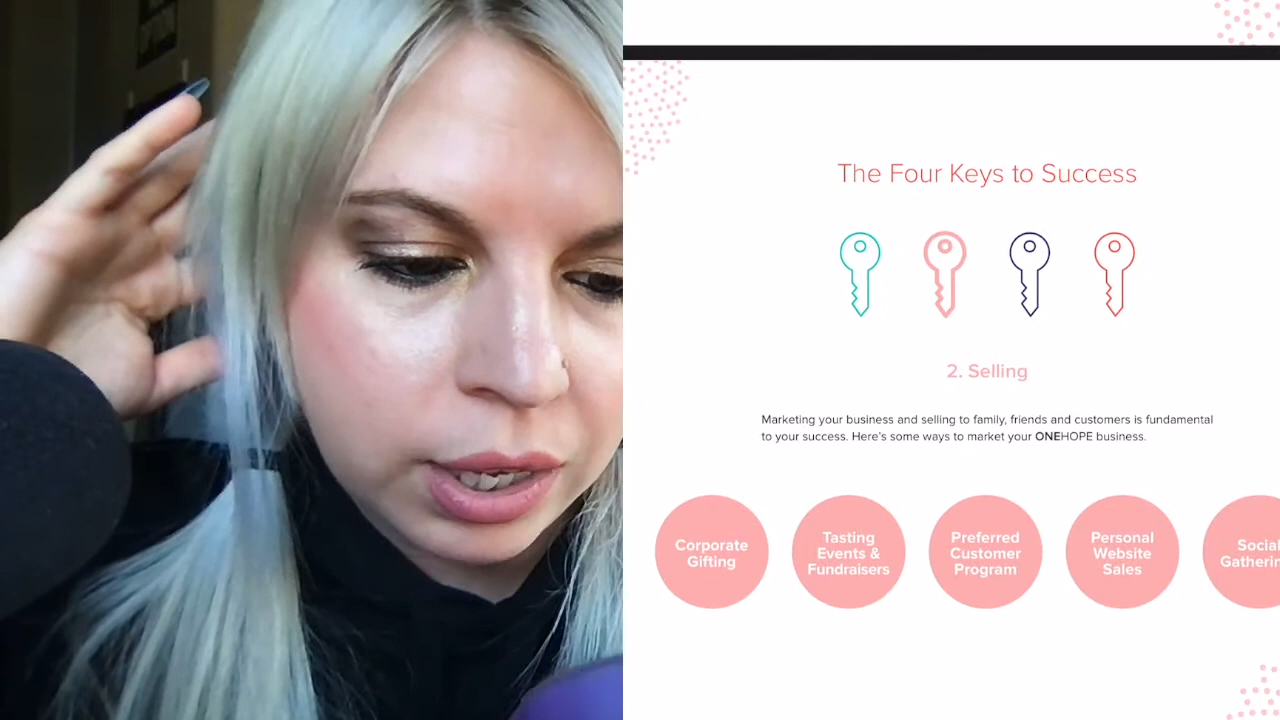 The Four Keys to Success
2. Selling
Marketing your business and selling to family, friends and customers is fundamental
to your success. Here's some ways to market your ONEHOPE business.
Corporate
Gifting
Tasting
Events &
Fundraisers
Preferred
Customer
Program
Personal
Website
Sales
Social